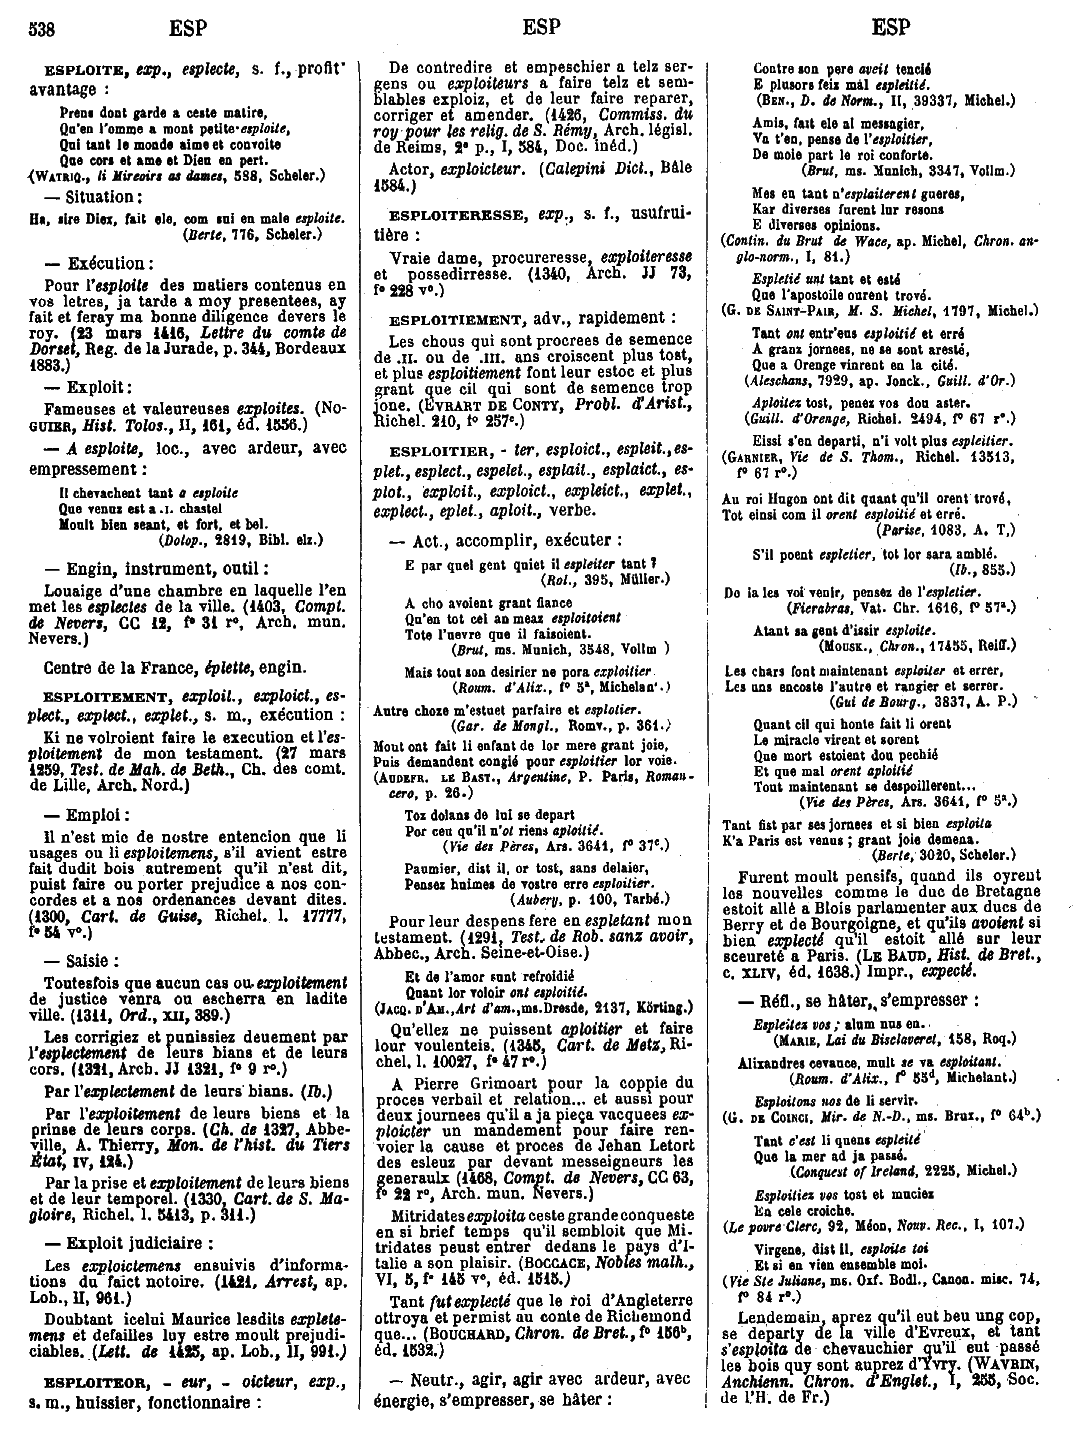 538 ESP ESP ESP
ESPLOITE, exp., esplecte, s. f., profit'
avantage :
Prens dont garde a ceste matire,
Qu'en l'omme a mont petite esploite,
Qui tant le monde aime et convoite
Que cors et ame et Dieu en pert.
(WATRIQ., li Mireoirs as dames, 588, Scheler.)
— Situation :
Ha, sire Diex, fait ele, com sui en male esploite.
(Berte, 776, Scheler.)
— Exécution :
Pour l'esploite des matiers contenus en
vos letres, ja tarde a moy presentees, ay
fait et feray ma bonne diligence devers le
roy. (23 mars 1416, Lettre du comte de
Dorset, Reg. de la Jurade, p. 344, Bordeaux
1883.)
— Exploit :
Fameuses et valeureuses exploites. (NO-
GUIER, Hist. Tolos., II, 161, éd. 1556.)
— A esploite, loc., avec ardeur, avec
empressement :
Il chevachent tant a esploite
Que venuz est a .I. chastel
Moult bien seant, et fort, et bel.
(Dolop., 2819, Bibl. elz.)
— Engin, instrument, outil :
Louaige d'une chambre en laquelle l'en
met les esplectes de la ville. (1403, Compt.
de Nevers, CC 12, f° 31 r°, Arch. mun.
Nevers.)
Centre de la France, éplette, engin.
ESPLOITEMENT, exploil., exploict., es-
plect., explect., explet., s. m., exécution :
Ki ne volroient faire le execution et l'es-
ploitement de mon testament. (27 mars
1259, Test. de Mah. de Beth., Ch. des comt.
de Lille, Arch. Nord.)
— Emploi :
Il n'est mie de nostre entencion que li
usages ou li esploitemens, s'il avient estre
fait dudit bois autrement qu'il n'est dit,
puist faire ou porter prejudice a nos con-
cordes et a nos ordenances devant dites.
(1300, Cart. de Guise, Richel. l. 17777,
f° 54 v°.)
— Saisie :
Toutesfois que aucun cas ou exploitement
de justice venra ou escherra en ladite
ville. (1311, Ord., XII, 389.)
Les corrigiez et punissiez deuement par
l'esplectement de leurs bians et de leurs
cors. (1321, Arch. JJ 1321, f° 9 r°.)
Par l'explectement de leurs bians. (Ib.)
Par l'exploitement de leurs biens et la
prinse de leurs corps. (Ch. de 1327, Abbe-
ville, A. Thierry, Mon. de l'hist. du Tiers
État, IV, 124.)
Par la prise et exploitement de leurs biens
et de leur temporel. (1330, Cart. de S. Ma-
gloire, Richel. l. 5413, p. 311.)
— Exploit judiciaire :
Les exploictemens ensuivis d'informa-
tions du faict notoire. (1421, Arrest, ap.
Lob., II, 961.)
Doubtant icelui Maurice lesdits explete-
mens et defailles luy estre moult prejudi-
ciables. (Lett. de 1425, ap. Lob., II, 991.)
ESPLOITEOR, - eur, - oicteur, exp.,
s. m., huissier, fonctionnaire :
De contredire et empeschier a telz ser-
gens ou exploiteurs a faire telz et sem-
blables exploiz, et de leur faire reparer,
corriger et amender. (1426, Commiss. du
roy pour les relig. de S. Rémy, Arch. législ.
de Reims, 2° p., I, 584, Doc. inéd.)
Actor, exploicteur. (Calepini Dict., Bâle
1584.)
ESPLOITERESSE, exp., s. f., usufrui-
tière :
Vraie dame, procureresse, exploiteresse
et possedirresse. (1340, Arch. JJ 73,
f° 228 v°.)
ESPLOITIEMENT, adv., rapidement :
Les chous qui sont procrees de semence
de .II. ou de .III. ans croiscent plus tost,
et plus esploitiement font leur estoc et plus
grant que cil qui sont de semence trop
jone. (EVRART DE CONTY, Probl. d'Arist.,
Richel. 210, f° 257°.)
ESPLOITIER, - ter, esploict., espleit., es-
plet., esplect., espelet., esplait., esplaict., es-
plot., exploit., exploict., expleict., explet.,
explect., eplet., aploit., verbe.
— Act., accomplir, exécuter :
E par quel gent quiet il espleiter tant ?
(Rol., 395, Müller.)
A cho avoient grant fiance
Qu'en tot cel an meaz esploitoient
Tote l'uevre que il faisoient.
(Brut, ms. Munich, 3548, Vollm )
Mais tout son desirier ne pora exploitier
(Roum. d'Alix., f° 5ª, Michelan'.)
Autre choze m'estuet parfaire et esplotier.
(Gar. de Mongl., Romv., p. 361.)
Mout ont fait li enfant de lor mere grant joie,
Puis demandent congié pour esploitier lor voie.
(AUDEFR. LE BAST., Argentine, P. Paris, Roman-
cero, p. 26.)
Toz dolans de lui se depart
Por ceu qu'il n'ot riens aploitié.
(Vie des Pères, Ars. 3641, f° 37ᶜ.)
Paumier, dist il, or tost, sans delaier,
Pensez huimes de vostre erre esploitier.
(Aubery, p. 100, Tarbé.)
Pour leur despens fere en espletant mon
testament. (1291, Test. de Rob. sanz avoir,
Abbec., Arch. Seine-et-Oise.)
Et de l'amor sunt refroidié
Quant lor voloir ont esploitié.
(JACQ. D'AM., Art d'am., ms. Dresde, 2137, Körting.)
Qu'ellez ne puissent aploitier et faire
lour voulenteis. (1345, Cart. de Metz, Ri-
chel. l. 10027, f° 47 r°.)
A Pierre Grimoart pour la coppie du
proces verbail et relation... et aussi pour
deux journees qu'il a ja pieça vacquees ex-
ploicter un mandement pour faire ren-
voier la cause et proces de Jehan Letort
des esleuz par devant messeigneurs les
generaulx (1468, Compt. de Nevers, CC 63,
f° 22 r°, Arch. mun. Nevers.)
Mitridates exploita ceste grande conqueste
en si brief temps qu'il sembloit que Mi-
tridates peust entrer dedans le pays d'I-
talie a son plaisir. (BOCCACE, Nobles malh.,
VI, 5, f° 145 v°, éd. 1515.)
Tant fut explecté que le roi d'Angleterre
ottroya et permist au conte de Richemond
que... (BOUCHARD, Chron. de Bret., f° 156ᵇ,
éd. 1532.)
— Neutr., agir, agir avec ardeur, avec
énergie, s'empresser, se hâter :
Contre son pere aveit tencié
E plusors feiz mal espleitié.
(BEN., D. de Norm., II, 39337, Michel.)
Amis, fait ele al messagier,
Va t'en, pense de l'esploitier,
De moie part le roi conforte.
(Brut, ms. Munich, 3347, Vollm.)
Mes en tant n'esplaiterent gueres,
Kar diverses furent lur resons
E diverses opinions.
(Contin. du Brut de Wace, ap. Michel, Chron. an-
glo-norm., I, 81.)
Espletié unt tant et esté
Que l'apostoile ourent trové.
(G. DE SAINT-PAIR, M. S. Michel, 1797, Michel.)
Tant ont entr'eus esploitié et erré
A granz jornees, ne se sont aresté,
Que a Orenge vinrent en la cité.
(Aleschans, 7929, ap. Jonck., Guill. d'Or.)
Aploitez tost, penez vos dou aster.
(Guill. d'Orenge, Richel. 2494, f° 67 r°.)
Eissi s'en departi, n'i volt plus espleitier.
(GARNIER, Vie de S. Thom., Richel. 13513,
f° 67 r°.)
Au roi Hugon ont dit quant qu'il orent trové,
Tot einsi com il orent esploitié et erré.
(Parise, 1083, A. T,)
S'il poent espletier, tot lor sara amblé.
(Ib., 855.)
Do ia les voi venir, pensez de l'espletier.
(Fierabras, Vat. Chr. 1616, f° 57ª.)
Atant sa gent d'issir esploite.
(MOUSK., Chron., 17455, Reiff.)
Les chars font maintenant esploiter et errer,
Les uns encoste l'autre et rangier et serrer.
(Gui de Bourg., 3837, A. P.)
Quant cil qui honte fait li orent
Le miracle virent et sorent
Que mort estoient dou pechié
Et que mal orent aploitié
Tout maintenant se despoillerent...
(Vie des Pères, Ars. 3641, f° 5ª.)
Tant fist par ses jornees et si bien esploita
K'a Paris est venus ; grant joie demena.
(Berte, 3020, Scheler.)
Furent moult pensifs, quand ils oyrent
les nouvelles comme le duc de Bretagne
estoit allé a Blois parlamenter aux ducs de
Berry et de Bourgoigne, et qu'ils avoient si
bien explecté qu'il estoit allé sur leur
sceureté a Paris. (LE BAUD, Hist. de Bret.,
c. XLIV, éd. 1638.) Impr., expecté.
— Réfl., se hâter, s'empresser :
Espleitez vos ; alum nus en.
(MARIE, Lai du Bisclaveret, 158, Roq.)
Alixandres cevauce, mult se va esploitant.
(Roum. d'Alix., f° 55ᵈ, Michelant.)
Esploitons nos de li servir.
(G. DE COINCI, Mir. de N.-D., ms. Brux., f° 64ᵇ.)
Tant c'est li quens espleité
Que la mer ad ja passé.
(Conquest of Ireland, 2225, Michel.)
Esploitiez vos tost et muciez
En cele croiche.
(Le povre Clerc, 92, Méon, Nouv. Rec., I, 107.)
Virgene, dist il, esploite toi
Et si en vien ensemble moi.
(Vie Ste Juliane, ms. Oxf. Bodl., Canon. misc. 74,
f° 84 r°.)
Lendemain, aprez qu'il eut beu ung cop,
se departy de la ville d'Evreux, et tant
s'esploita de chevauchier qu'il eut passé
les bois quy sont auprez d'Yvry. (WAVRIN,
Anchienn. Chron. d'Englet., I, 255, Soc.
de l'H. de Fr.)